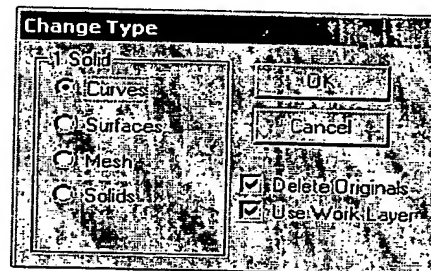 Change Type
1 Solid
Curves
Surfaces
Mesh
Solids
OK
Cancel
Delete Originals
Use Work Layer